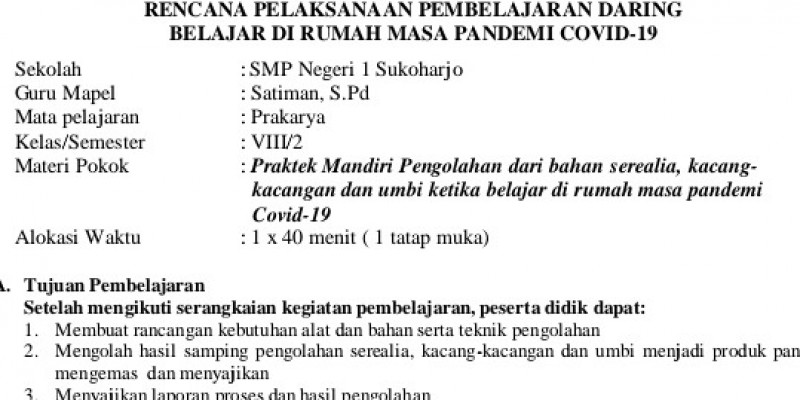 RENCANA PELAKSANAAN PEMBELAJARAN DARING
BELAJAR DI RUMAH MASA PANDEMI COVID-19
Sekolah : SMP Negeri 1 Sukoharjo
Guru Mapel : Satiman, S.Pd
Mata pelajaran : Prakarya
Kelas/Semester : VIII/2
Materi Pokok : Praktek Mandiri Pengolahan dari bahan serealia, kacang-
kacangan dan umbi ketika belajar di rumah masa pandemi
Covid-19
Alokasi Waktu : 1 x 40 menit ( 1 tatap muka)
A. Tujuan Pembelajaran
Setelah mengikuti serangkaian kegiatan pembelajaran, peserta didik dapat:
1. Membuat rancangan kebutuhan alat dan bahan serta teknik pengolahan
2. Mengolah hasil samping pengolahan serealia, kacang-kacangan dan umbi menjadi produk pan
mengemas dan menyajikan
3. Menyajikan laporan proses dan hasil pengolahan